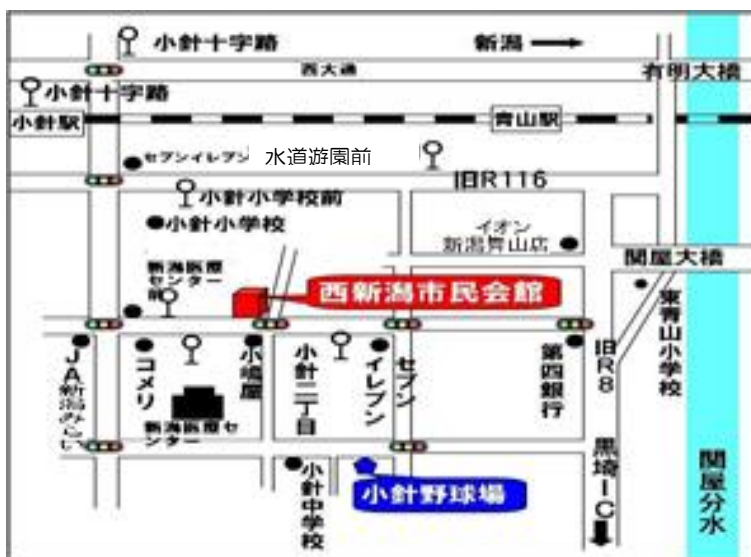 小針十字路
新潟
西大通
有明大橋
小針十字路
小針駅
青山駅
セブンイレブン
水道遊園前
旧R116
小針小学校前
小針小学校
イオン
新潟青山店
関屋大橋
新潟医療
センター
前
西新潟市民会館
東青山小学校
JA新潟みらい
コメリ
小嶋屋
小針二丁目
セブン
イレブン
第四銀行
旧R8
黒埼IC
新潟医療セ
ンター
小針中学校
小針野球場
関屋分水